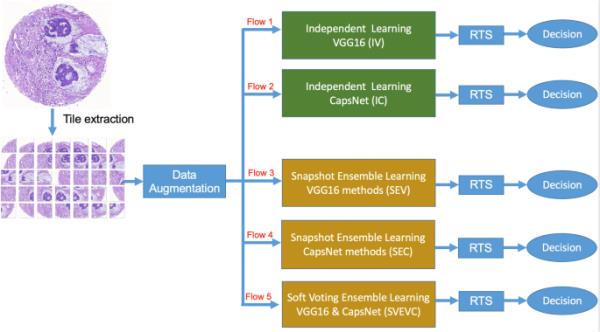 Tile extraction
Data
Augmentation
Flow 1
Independent Learning
VGG16 (IV)
RTS
Decision
Flow 2
Independent Learning
CapsNet (IC)
RTS
Decision
Flow 3
Snapshot Ensemble Learning
VGG16 methods (SEV)
RTS
Decision
Flow 4
Snapshot Ensemble Learning
CapsNet methods (SEC)
RTS
Decision
Flow 5
Soft Voting Ensemble Learning
VGG16 & CapsNet (SVEVC)
RTS
Decision